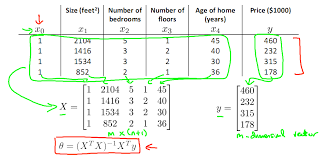 Size (feet²) Number of bedrooms Number of floors Age of home (years) Price ($1000)
x₀ x₁ x₂ x₃ x₄ y
1 2104 5 1 45 460
1 1416 3 2 40 232
1 1534 3 2 30 315
1 852 2 1 36 178
X = [1 2104 5 1 45; 1 1416 3 2 40; 1 1534 3 2 30; 1 852 2 1 36] y = [460; 232; 315; 178]
m x (n+1)
m-dimensional vector
θ = (XᵀX)⁻¹Xᵀy